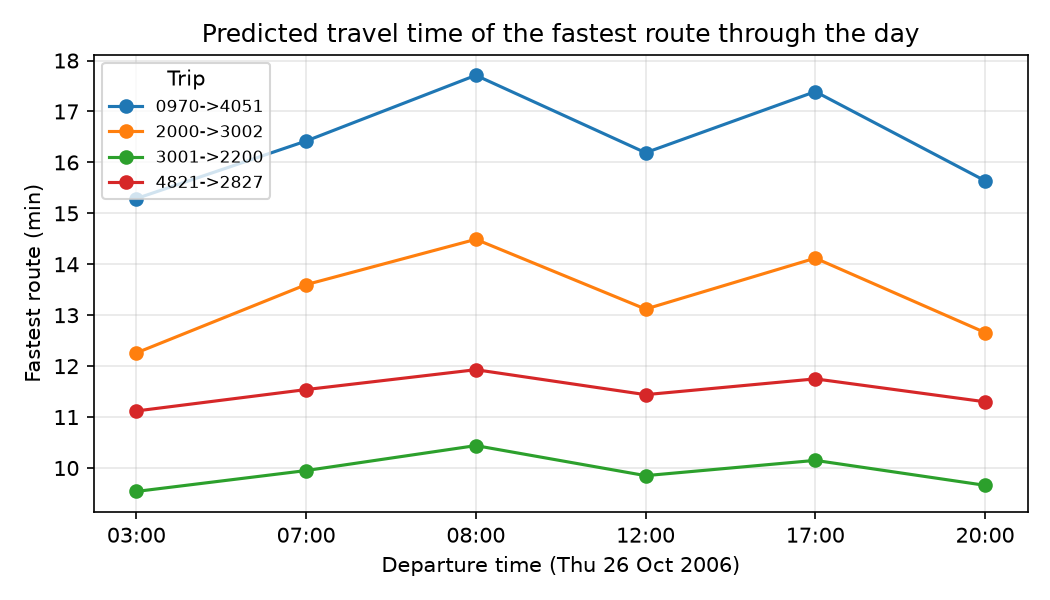 Predicted travel time of the fastest route through the day
18
17
16
15
14
13
12
11
10
Fastest route (min)
Trip
0970->4051
2000->3002
3001->2200
4821->2827
03:00 07:00 08:00 12:00 17:00 20:00
Departure time (Thu 26 Oct 2006)